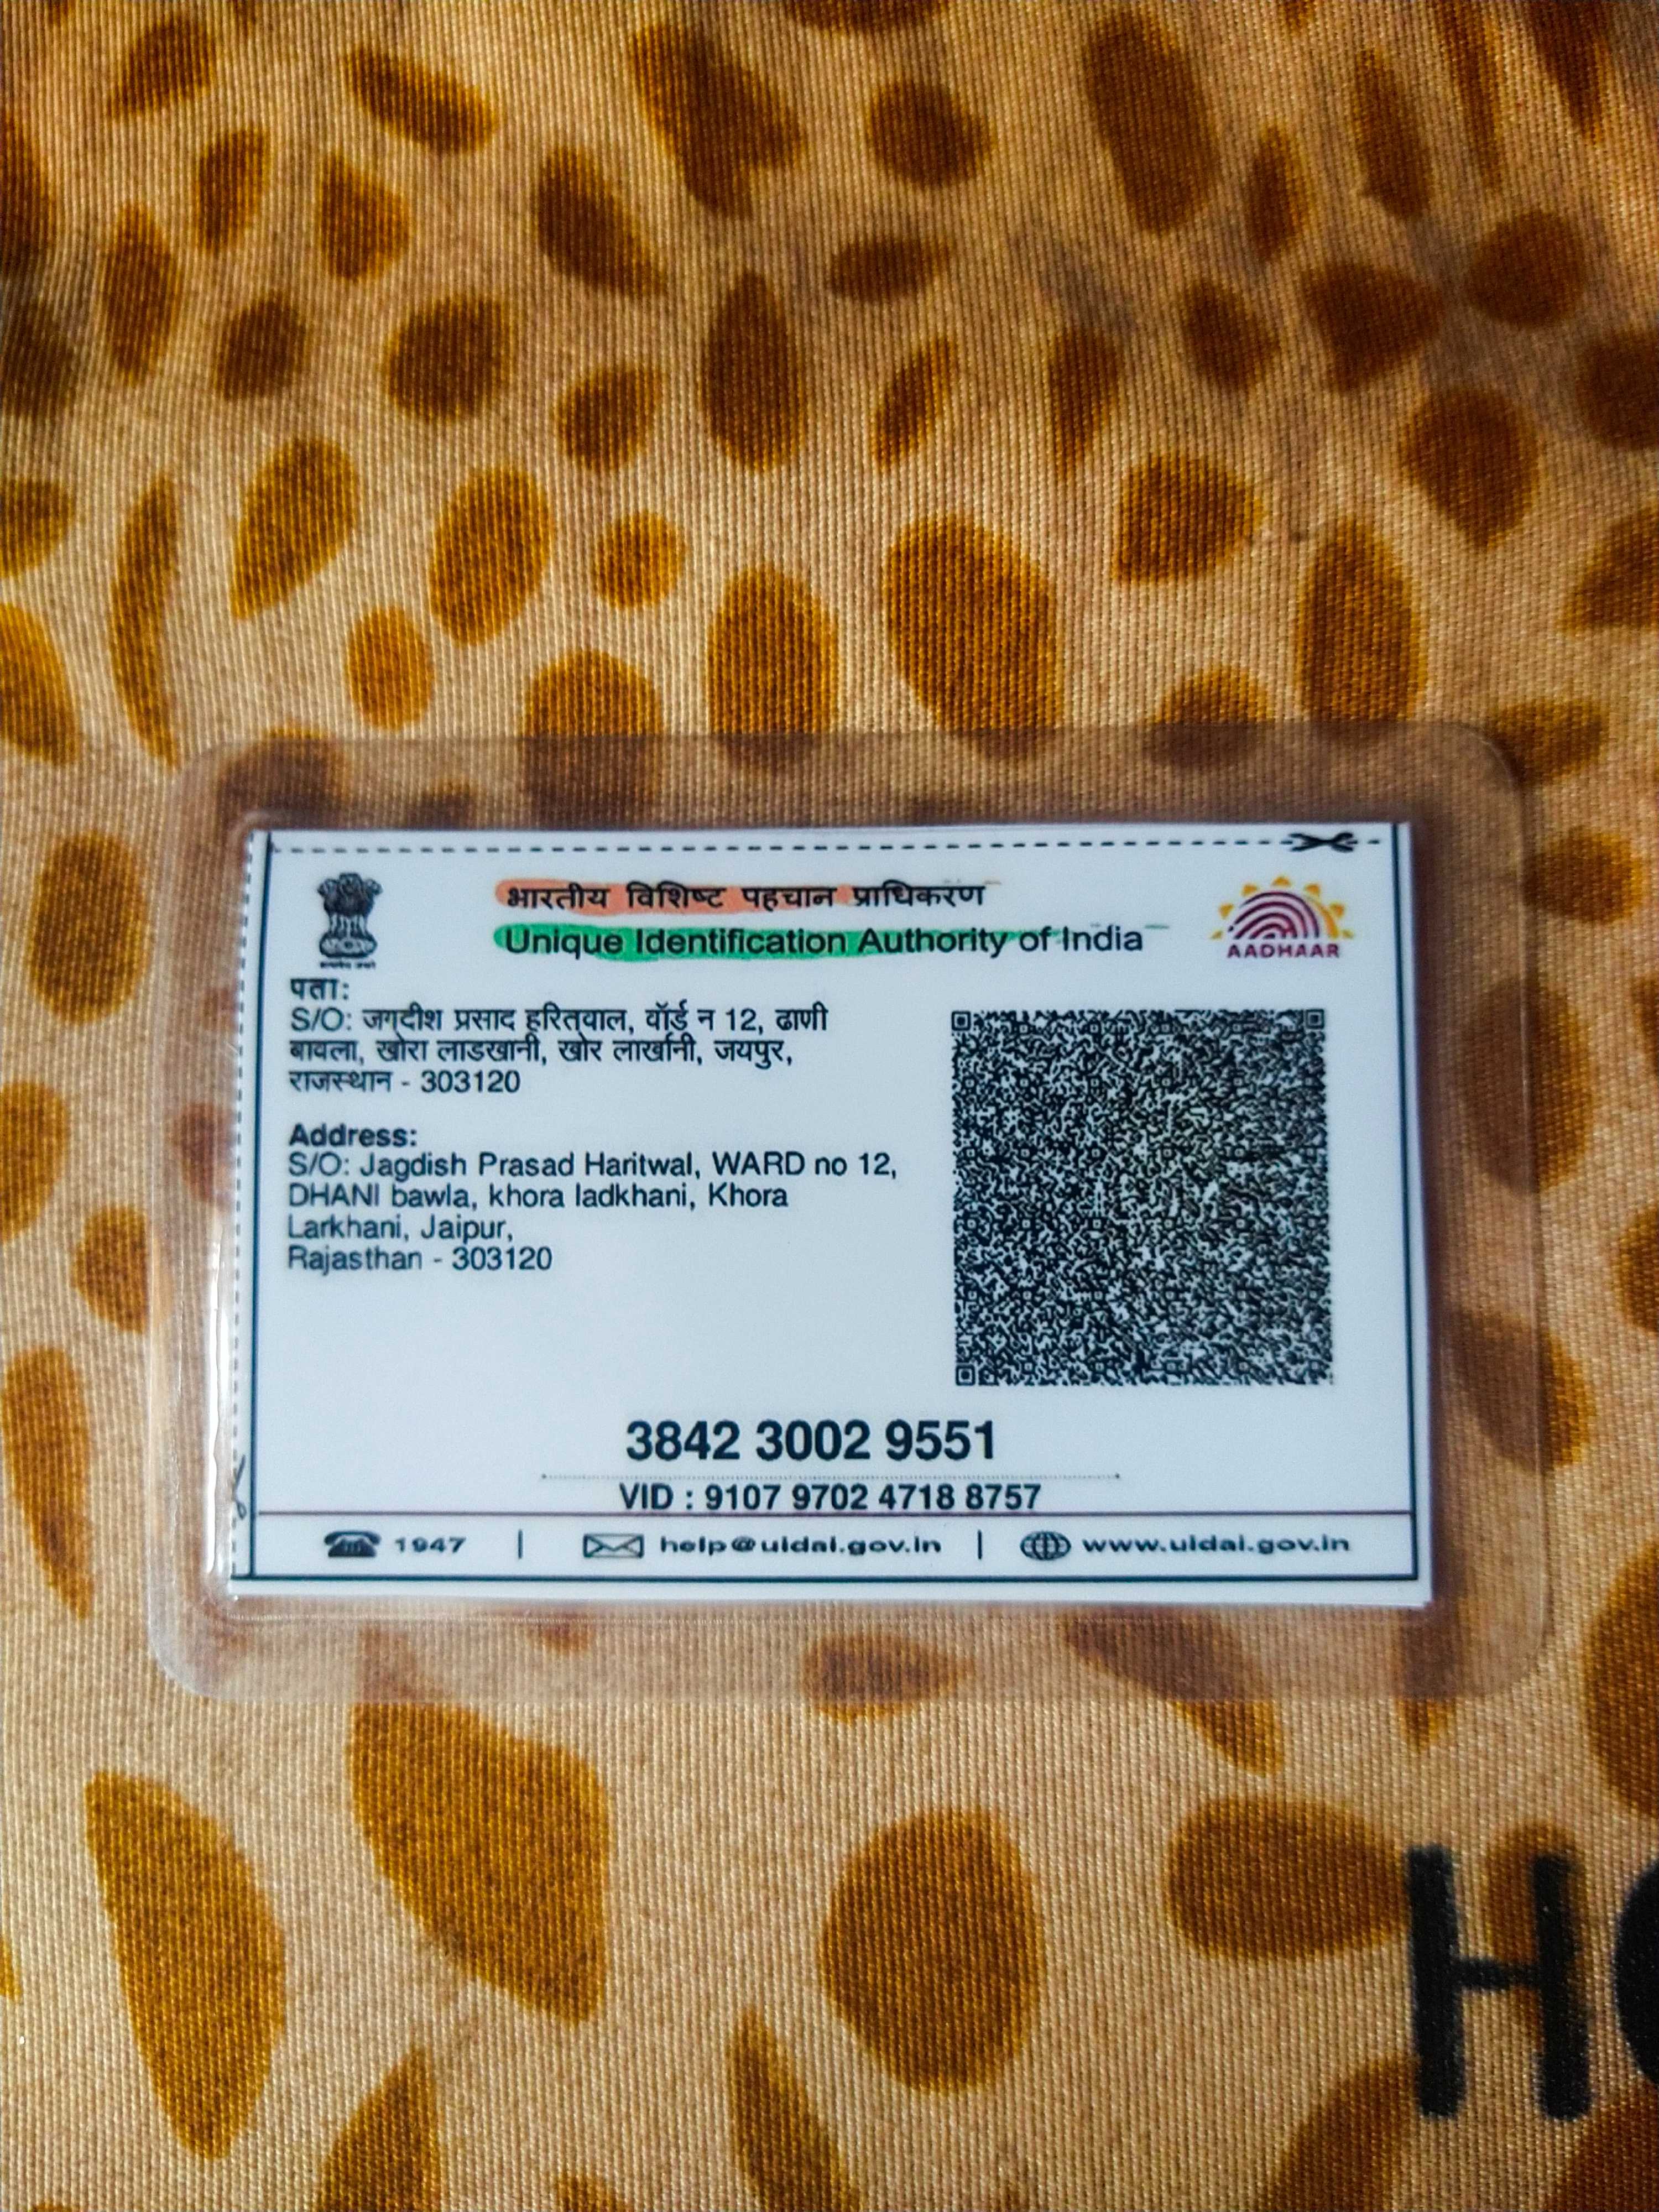 भारतीय विशिष्ट पहचान प्राधिकरण
Unique Identification Authority of India
AADHAAR
पता:
S/O: जगदीश प्रसाद हरितवाल, वॉर्ड न 12, ढाणी
बावला, खोरा लाडखानी, खोर लार्खानी, जयपुर,
राजस्थान - 303120
Address:
S/O: Jagdish Prasad Haritwal, WARD no 12,
DHANI bawla, khora ladkhani, Khora
Larkhani, Jaipur,
Rajasthan - 303120
3842 3002 9551
VID : 9107 9702 4718 8757
1947 | help@uidai.gov.in | www.uidai.gov.in
H